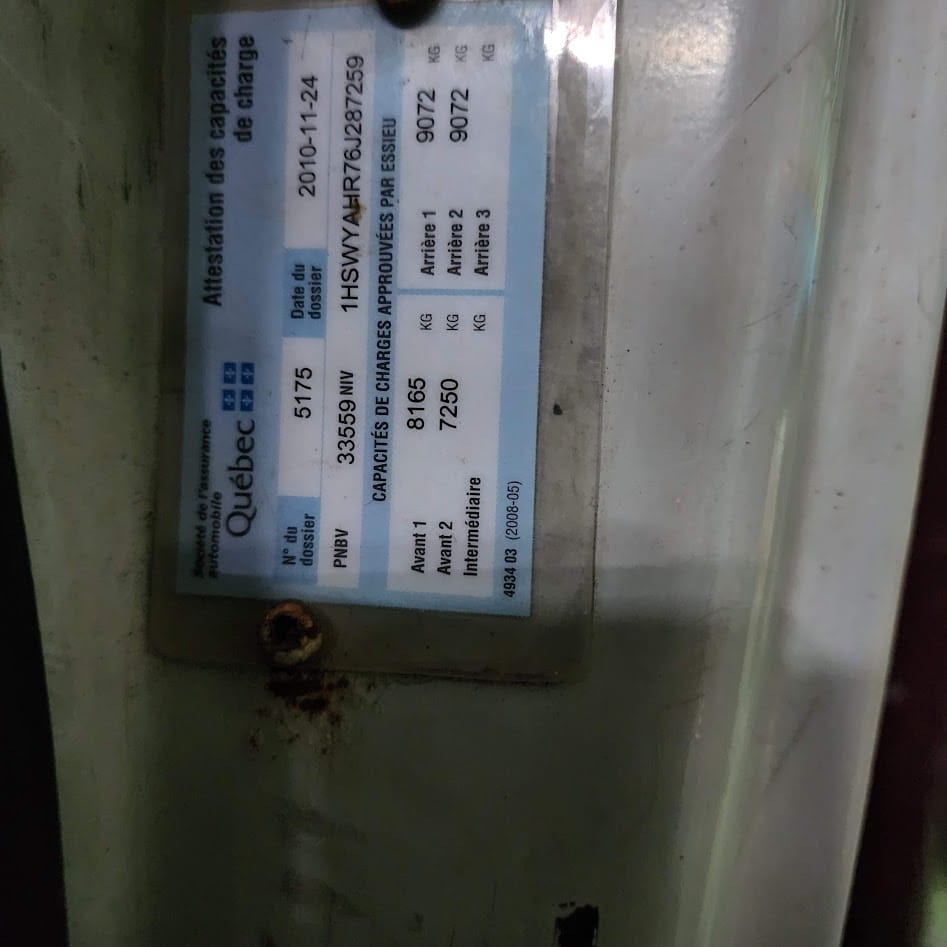 Société de l'assurance
automobile
Québec
Attestation des capacités
de charge
N° du
dossier
5175
Date du
dossier
2010-11-24
1
PNBV 33559 NIV 1HSWYAHR76J287259
CAPACITÉS DE CHARGES APPROUVÉES PAR ESSIEU
Avant 1 8165 KG Arrière 1 9072 KG
Avant 2 7250 KG Arrière 2 9072 KG
Intermédiaire KG Arrière 3 KG
4934 03 (2008-05)